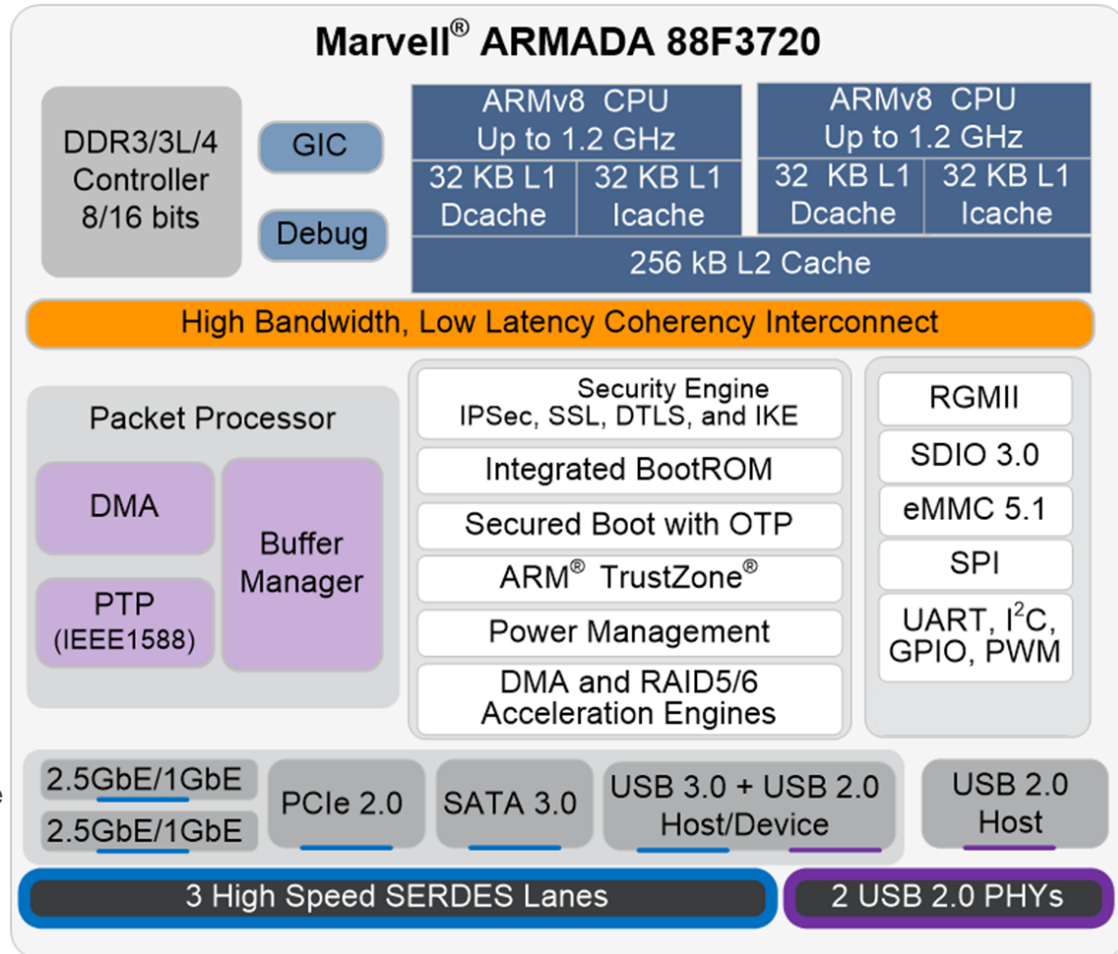 Marvell® ARMADA 88F3720
DDR3/3L/4
Controller
8/16 bits
GIC
Debug
ARMv8 CPU
Up to 1.2 GHz
32 KB L1
Dcache
32 KB L1
Icache
ARMv8 CPU
Up to 1.2 GHz
32 KB L1
Dcache
32 KB L1
Icache
256 kB L2 Cache
High Bandwidth, Low Latency Coherency Interconnect
Packet Processor
DMA
PTP
(IEEE1588)
Buffer
Manager
Security Engine
IPSec, SSL, DTLS, and IKE
Integrated BootROM
Secured Boot with OTP
ARM® TrustZone®
Power Management
DMA and RAID5/6
Acceleration Engines
RGMII
SDIO 3.0
eMMC 5.1
SPI
UART, I²C,
GPIO, PWM
2.5GbE/1GbE
2.5GbE/1GbE
PCIe 2.0
SATA 3.0
USB 3.0 + USB 2.0
Host/Device
USB 2.0
Host
3 High Speed SERDES Lanes
2 USB 2.0 PHYs